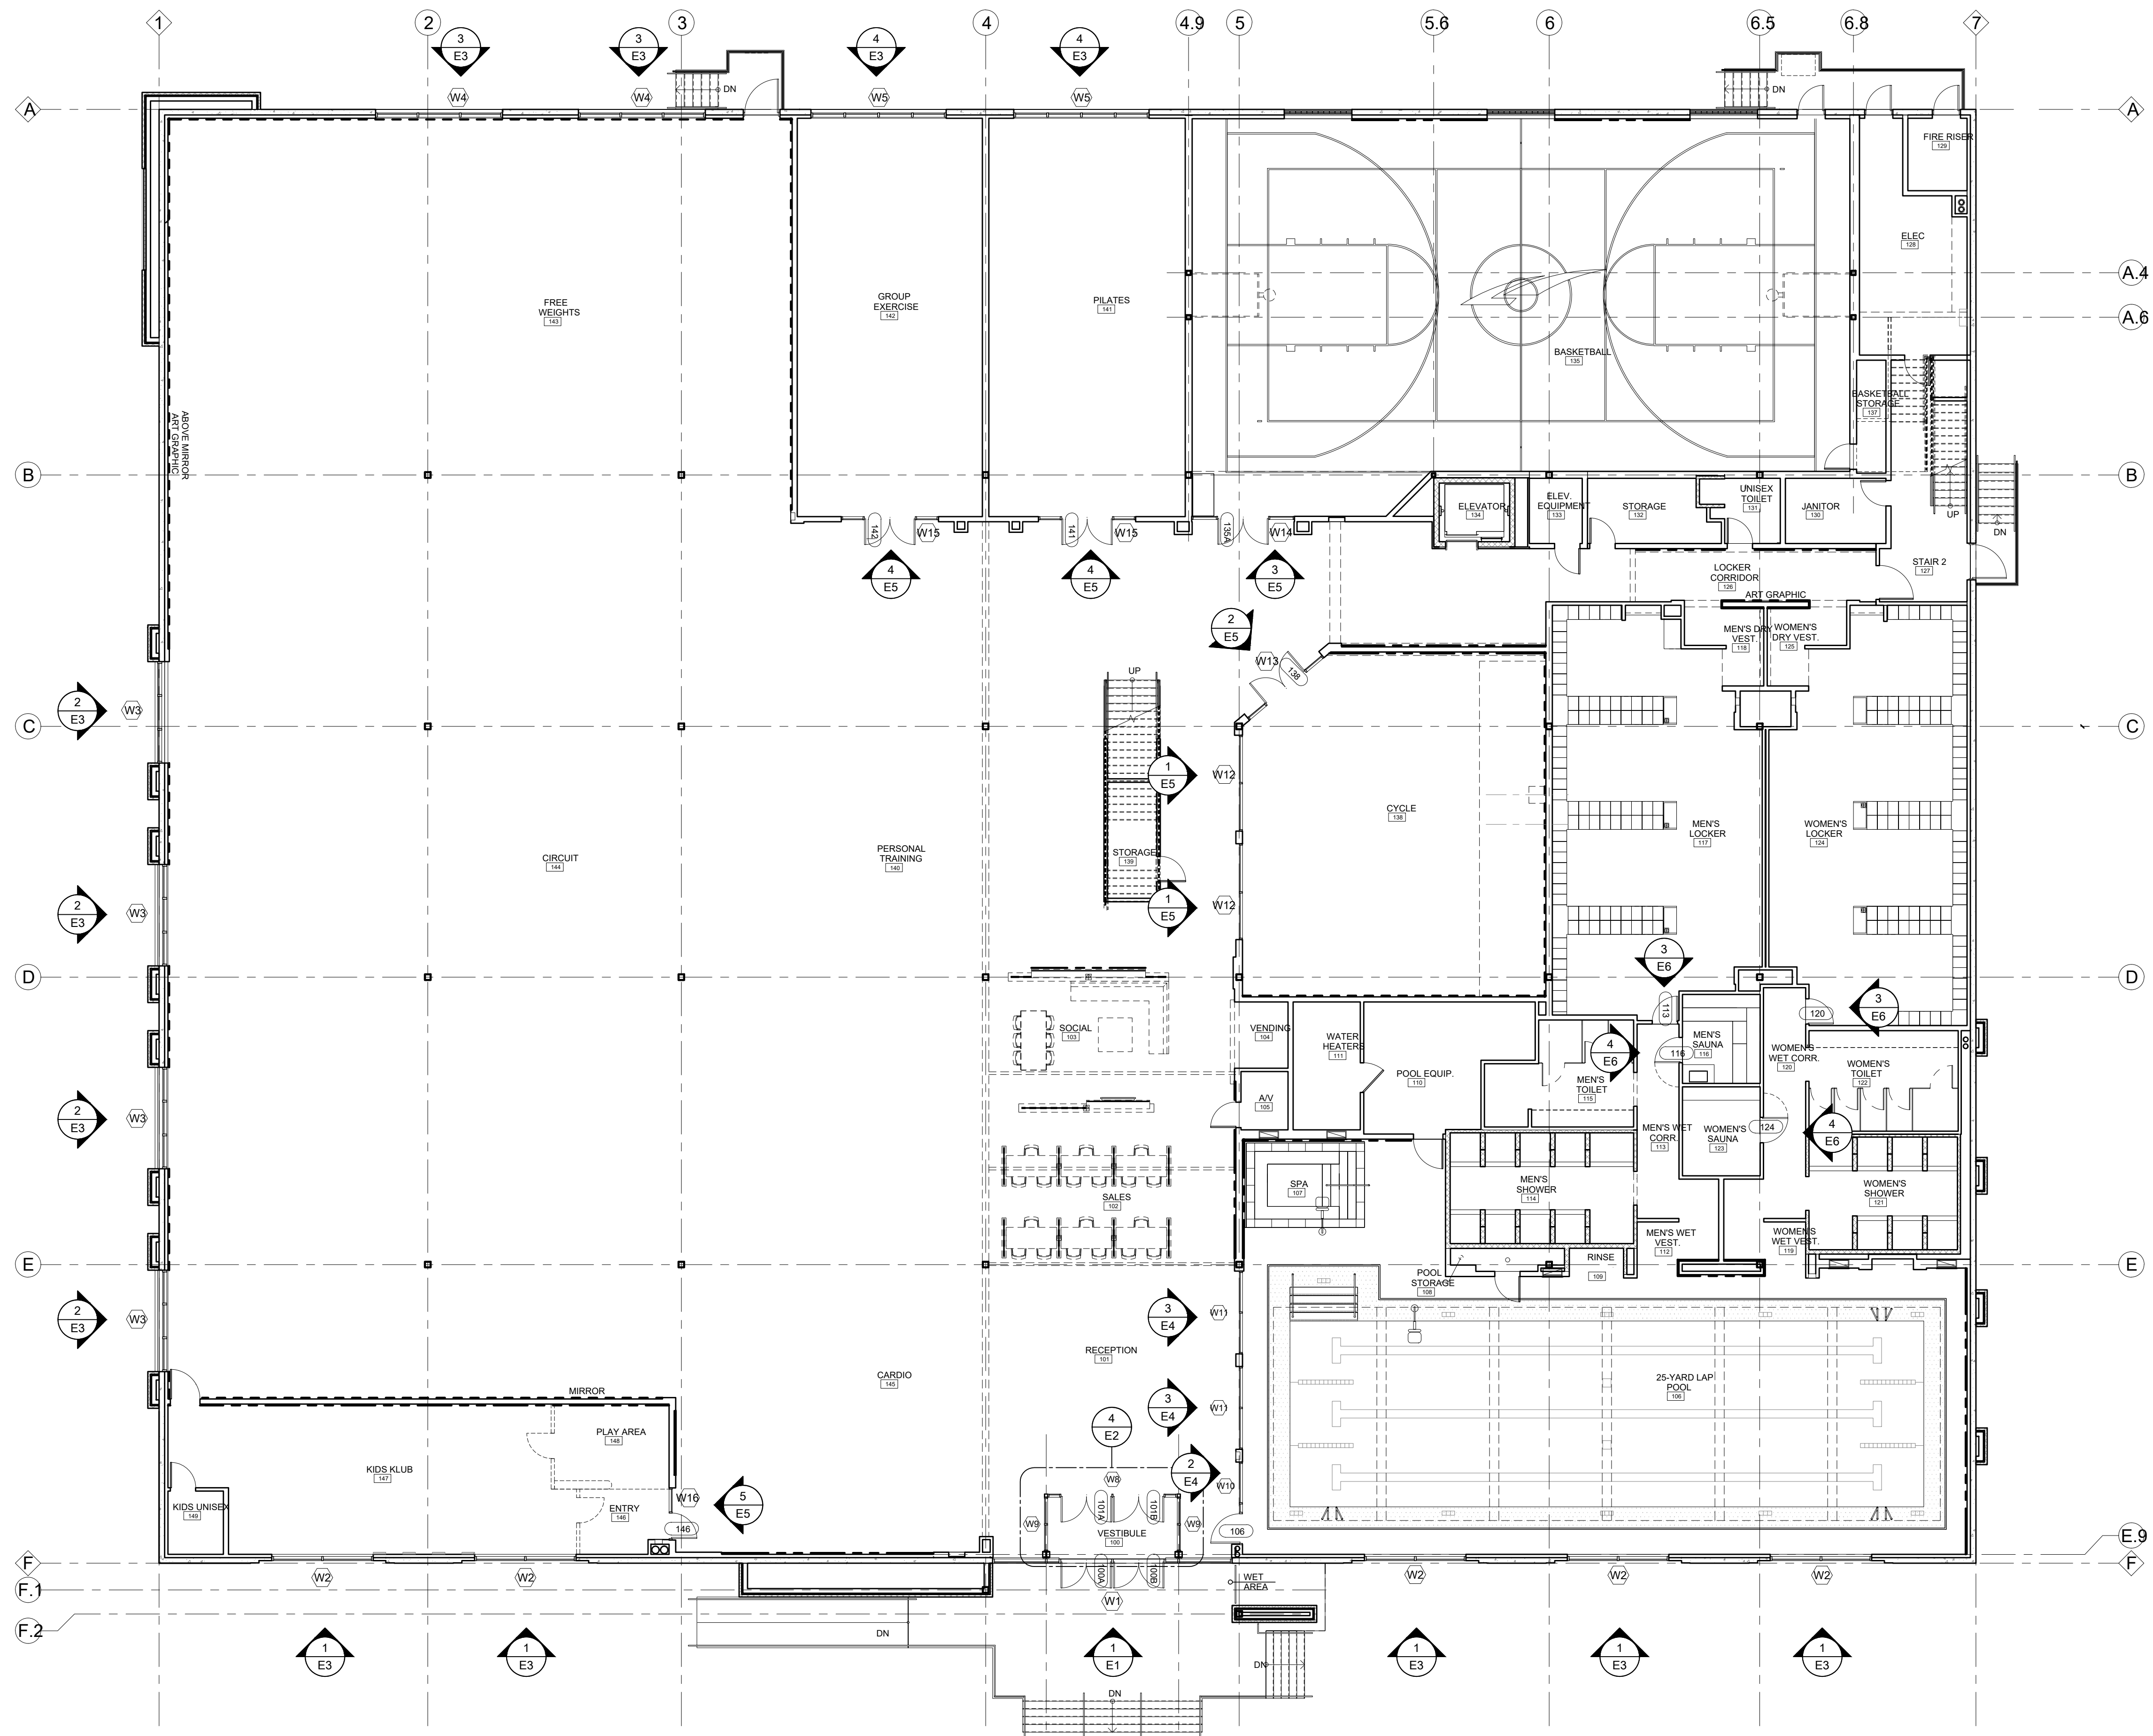 1
2
3
4
4.9
5
5.6
6
6.5
6.8
7
3
E3
3
E3
4
E3
4
E3
W4
W4
DN
W5
W5
DN
A
A
FIRE RISER
129
ELEC
128
A.4
FREE
WEIGHTS
143
GROUP
EXERCISE
142
PILATES
141
A.6
BASKETBALL
135
BASKETBALL
STORAGE
137
ABOVE MIRROR
ART GRAPHIC
B
B
ELEVATOR
134
ELEV.
EQUIPMENT
133
STORAGE
132
UNISEX
TOILET
131
JANITOR
130
UP
DN
142
W15
141
W15
135A
W14
4
E5
4
E5
3
E5
STAIR 2
127
LOCKER
CORRIDOR
126
ART GRAPHIC
2
E5
MEN'S DRY
VEST.
118
WOMEN'S
DRY VEST.
125
W13
138
UP
2
E3
W3
C
C
1
E5
W12
CYCLE
138
MEN'S
LOCKER
117
WOMEN'S
LOCKER
124
CIRCUIT
144
PERSONAL
TRAINING
140
STORAGE
139
1
E5
W12
2
E3
W3
D
D
3
E6
113
3
E6
120
SOCIAL
103
VENDING
104
WATER
HEATERS
111
POOL EQUIP.
110
4
E6
116
MEN'S
SAUNA
116
WOMEN'S
WET CORR.
120
WOMEN'S
TOILET
122
MEN'S
TOILET
115
A/V
105
2
E3
W3
MEN'S WET
CORR.
113
WOMEN'S
SAUNA
123
124
4
E6
SPA
107
SALES
102
MEN'S
SHOWER
114
WOMEN'S
SHOWER
121
MEN'S WET
VEST.
112
WOMEN'S
WET VEST.
119
E
E
POOL
STORAGE
108
RINSE
109
2
E3
W3
3
E4
W11
RECEPTION
101
CARDIO
145
25-YARD LAP
POOL
106
MIRROR
3
E4
W11
4
E2
PLAY AREA
148
KIDS KLUB
147
2
E4
W10
W8
W16
5
E5
KIDS UNISEX
149
ENTRY
146
146
W9
101A
101B
W9
VESTIBULE
100
106
E.9
F
F
F.1
F.2
W2
W2
100A
100B
W1
WET
AREA
W2
W2
W2
DN
1
E3
1
E3
1
E1
1
E3
1
E3
1
E3
DN
DN